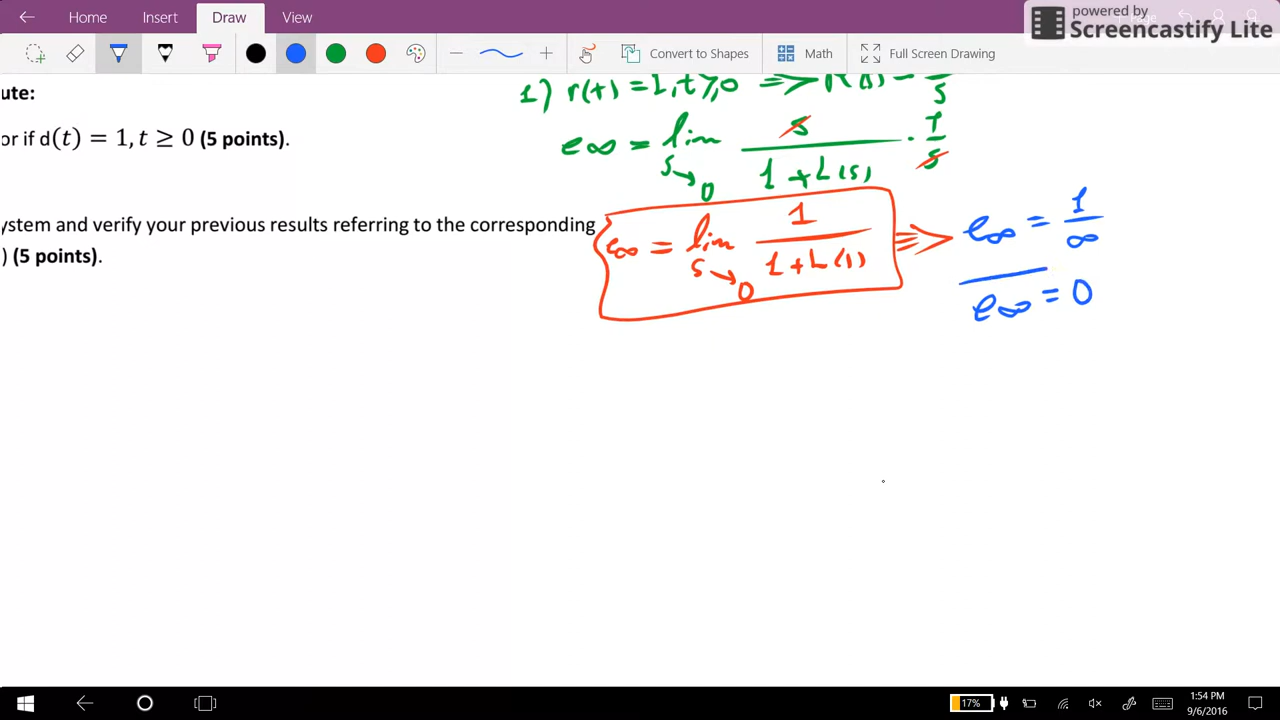 Home Insert Draw View
powered by
Screencastify Lite
Convert to Shapes Math Full Screen Drawing
ute:
1) r(t) = 1, t ≥ 0 ⟹
or if d(t) = 1, t ≥ 0 (5 points).
e∞ = lim s→0 s / 1 + L(s) · 1/s
ystem and verify your previous results referring to the corresponding
) (5 points).
e∞ = lim s→0 1 / 1+L(s) ⟹ e∞ = 1/∞
e∞ = 0
17%
1:54 PM
9/6/2016